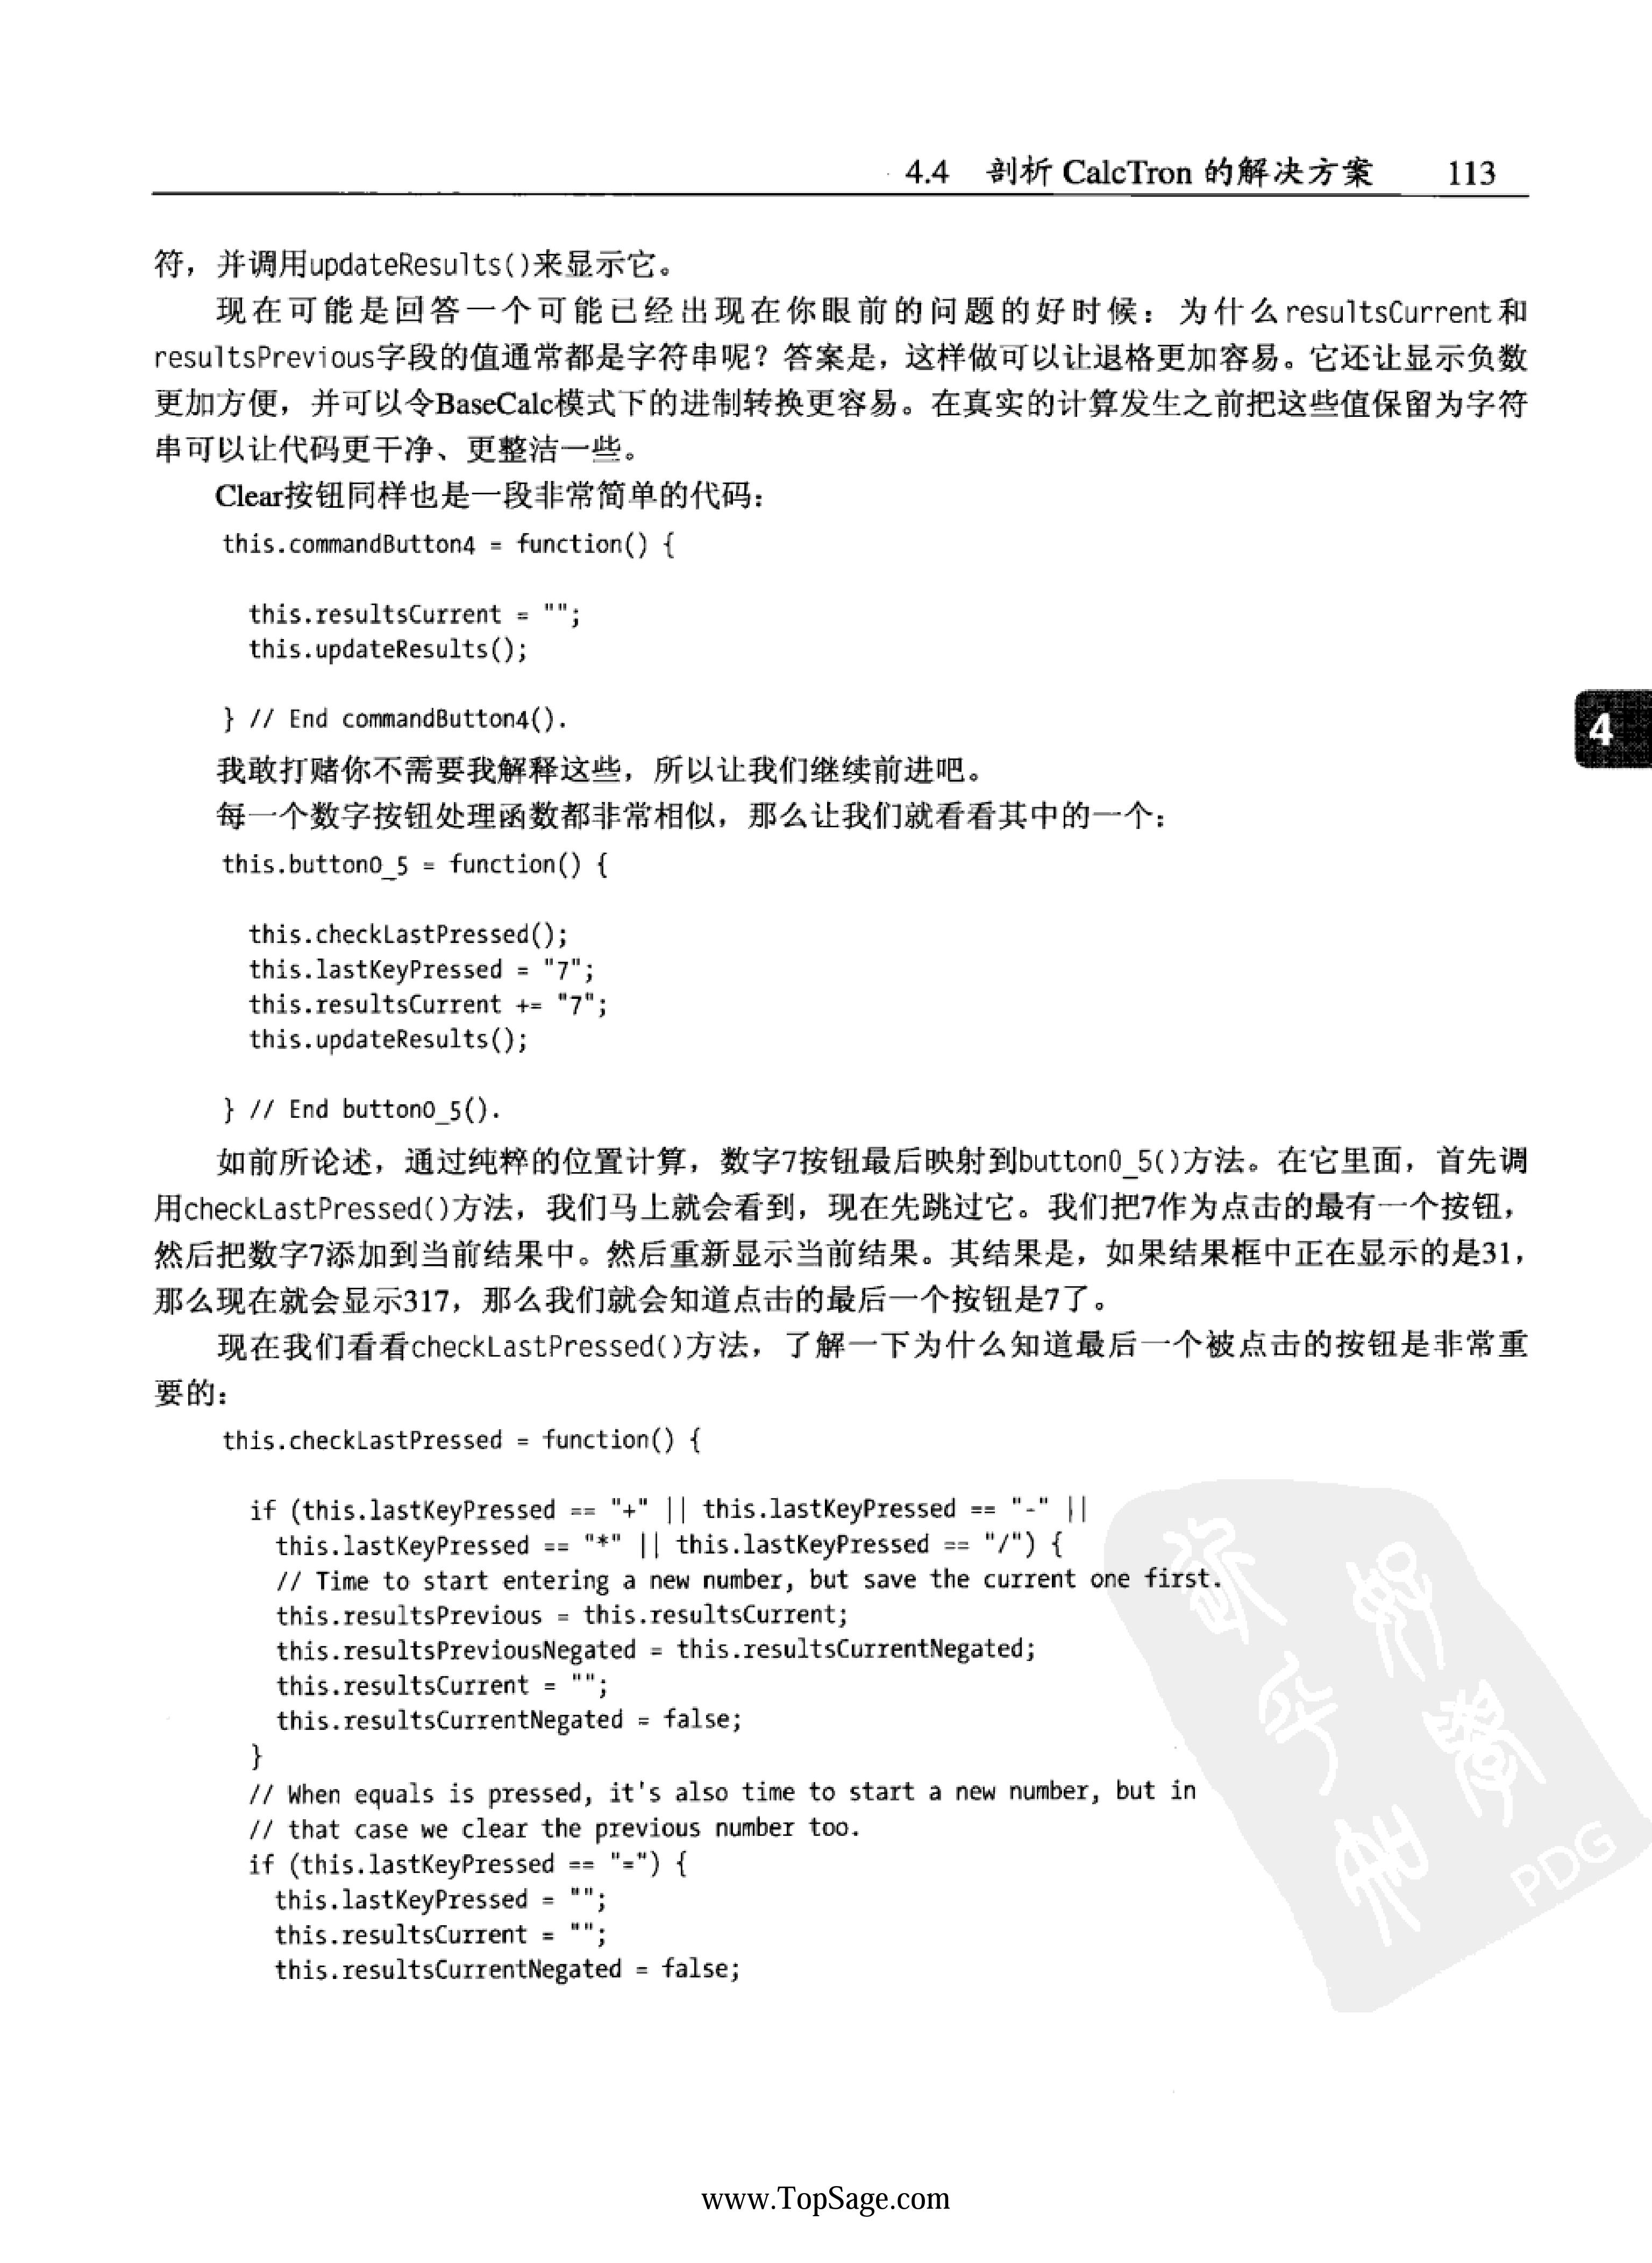 4.4 剖析 CalcTron 的解决方案 113
符，并调用updateResults()来显示它。
现在可能是回答一个可能已经出现在你眼前的问题的好时候：为什么resultsCurrent和
resultsPrevious字段的值通常都是字符串呢？答案是，这样做可以让退格更加容易。它还让显示负数
更加方便，并可以令BaseCalc模式下的进制转换更容易。在真实的计算发生之前把这些值保留为字符
串可以让代码更干净、更整洁一些。
Clear按钮同样也是一段非常简单的代码：
this.commandButton4 = function() {
this.resultsCurrent = "";
this.updateResults();
} // End commandButton4().
4
我敢打赌你不需要我解释这些，所以让我们继续前进吧。
每一个数字按钮处理函数都非常相似，那么让我们就看看其中的一个：
this.button0_5 = function() {
this.checkLastPressed();
this.lastKeyPressed = "7";
this.resultsCurrent += "7";
this.updateResults();
} // End button0_5().
如前所论述，通过纯粹的位置计算，数字7按钮最后映射到button0_5()方法。在它里面，首先调
用checkLastPressed()方法，我们马上就会看到，现在先跳过它。我们把7作为点击的最有一个按钮，
然后把数字7添加到当前结果中。然后重新显示当前结果。其结果是，如果结果框中正在显示的是31，
那么现在就会显示317，那么我们就会知道点击的最后一个按钮是7了。
现在我们看看checkLastPressed()方法，了解一下为什么知道最后一个被点击的按钮是非常重
要的：
this.checkLastPressed = function() {
if (this.lastKeyPressed == "+" || this.lastKeyPressed == "-" ||
this.lastKeyPressed == "*" || this.lastKeyPressed == "/") {
// Time to start entering a new number, but save the current one first.
this.resultsPrevious = this.resultsCurrent;
this.resultsPreviousNegated = this.resultsCurrentNegated;
this.resultsCurrent = "";
this.resultsCurrentNegated = false;
}
// When equals is pressed, it's also time to start a new number, but in
// that case we clear the previous number too.
if (this.lastKeyPressed == "=") {
this.lastKeyPressed = "";
this.resultsCurrent = "";
this.resultsCurrentNegated = false;
PDG
www.TopSage.com